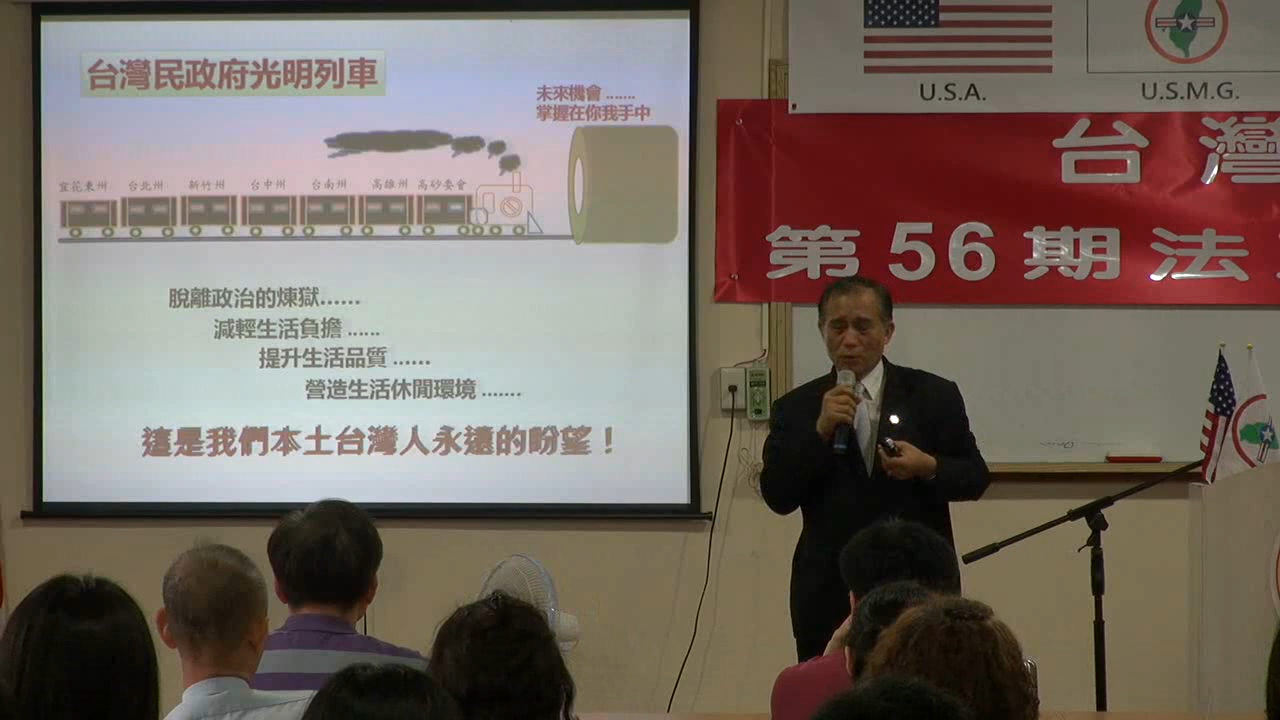 台灣民政府光明列車
未來機會.......
掌握在你我手中
宜花東州 台北州 新竹州 台中州 台南州 高雄州 高砂委會
脫離政治的煉獄......
減輕生活負擔......
提升生活品質......
營造生活休閒環境.......
這是我們本土台灣人永遠的盼望！
U.S.A. U.S.M.G.
台灣
第56期法